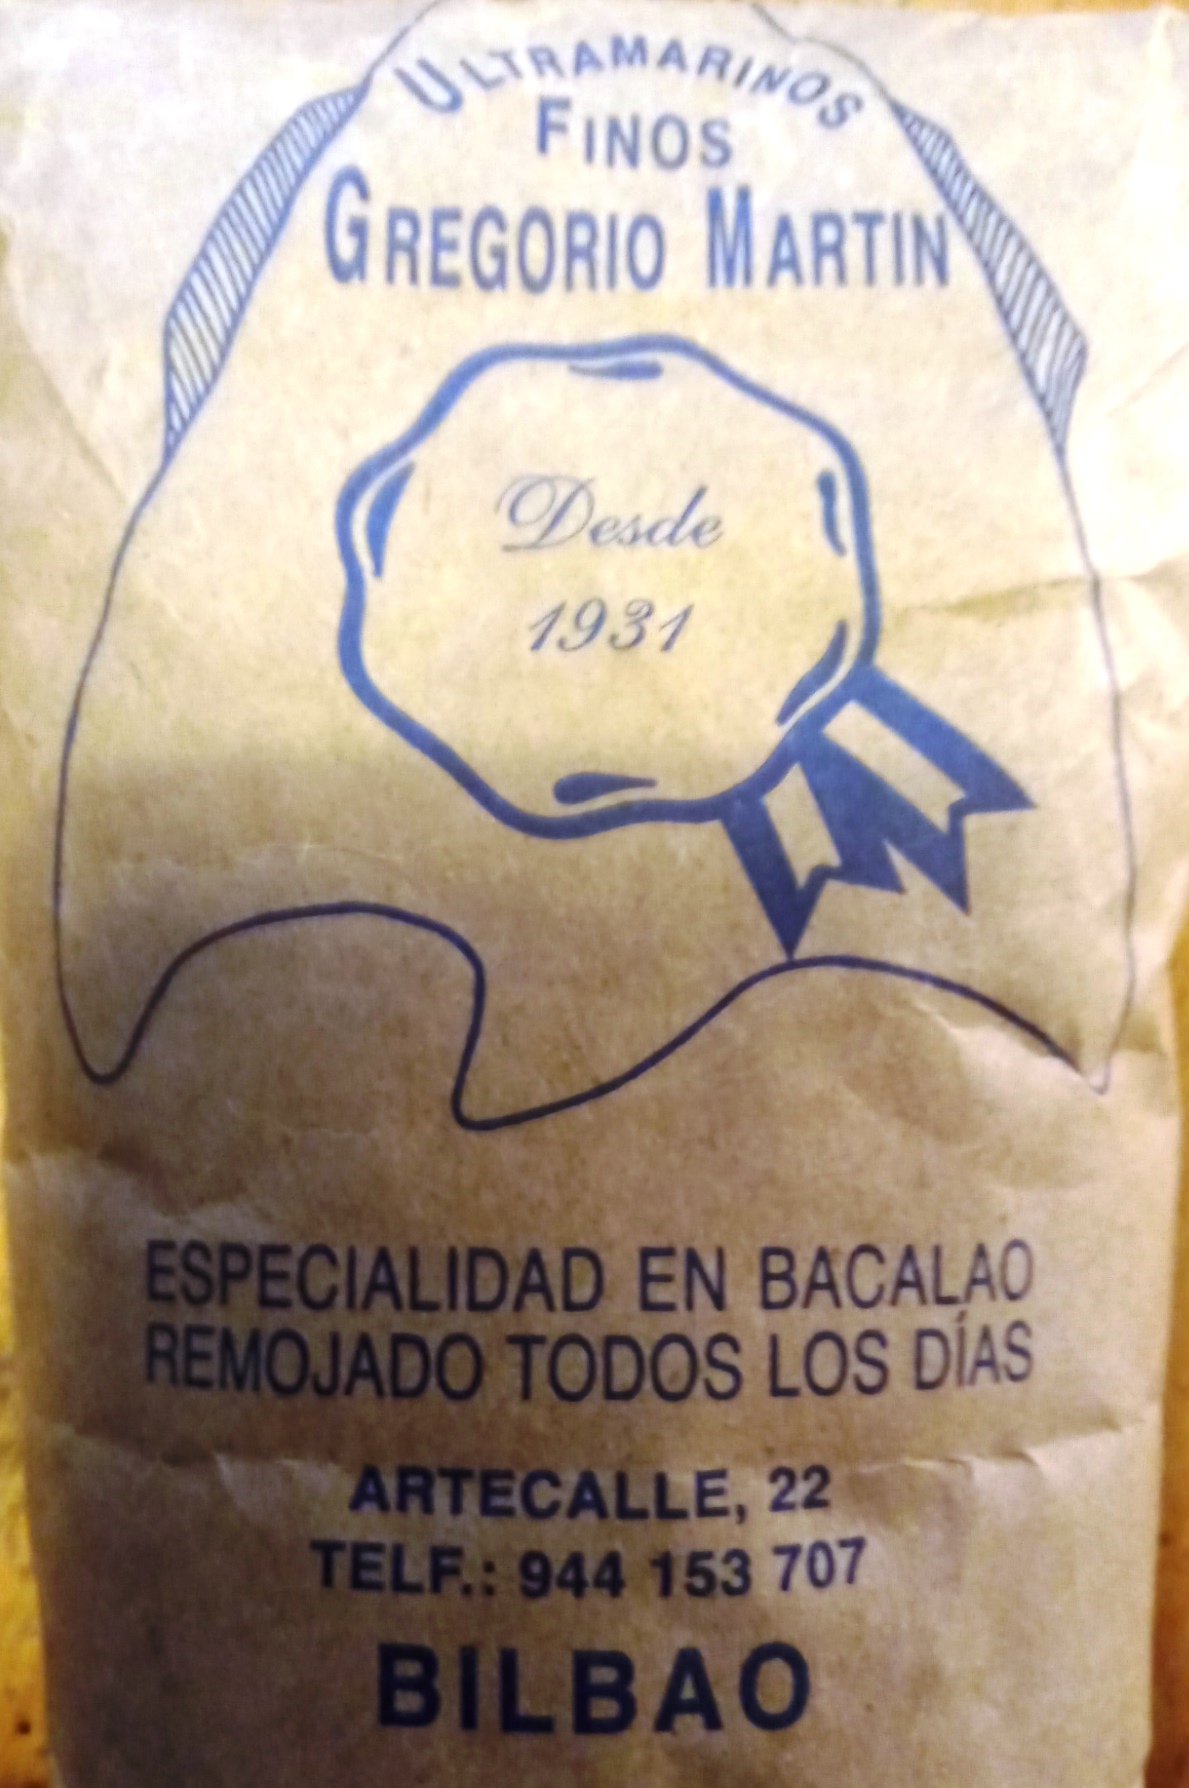 ULTRAMARINOS
FINOS
GREGORIO MARTIN
Desde
1931
ESPECIALIDAD EN BACALAO
REMOJADO TODOS LOS DÍAS
ARTECALLE, 22
TELF.: 944 153 707
BILBAO